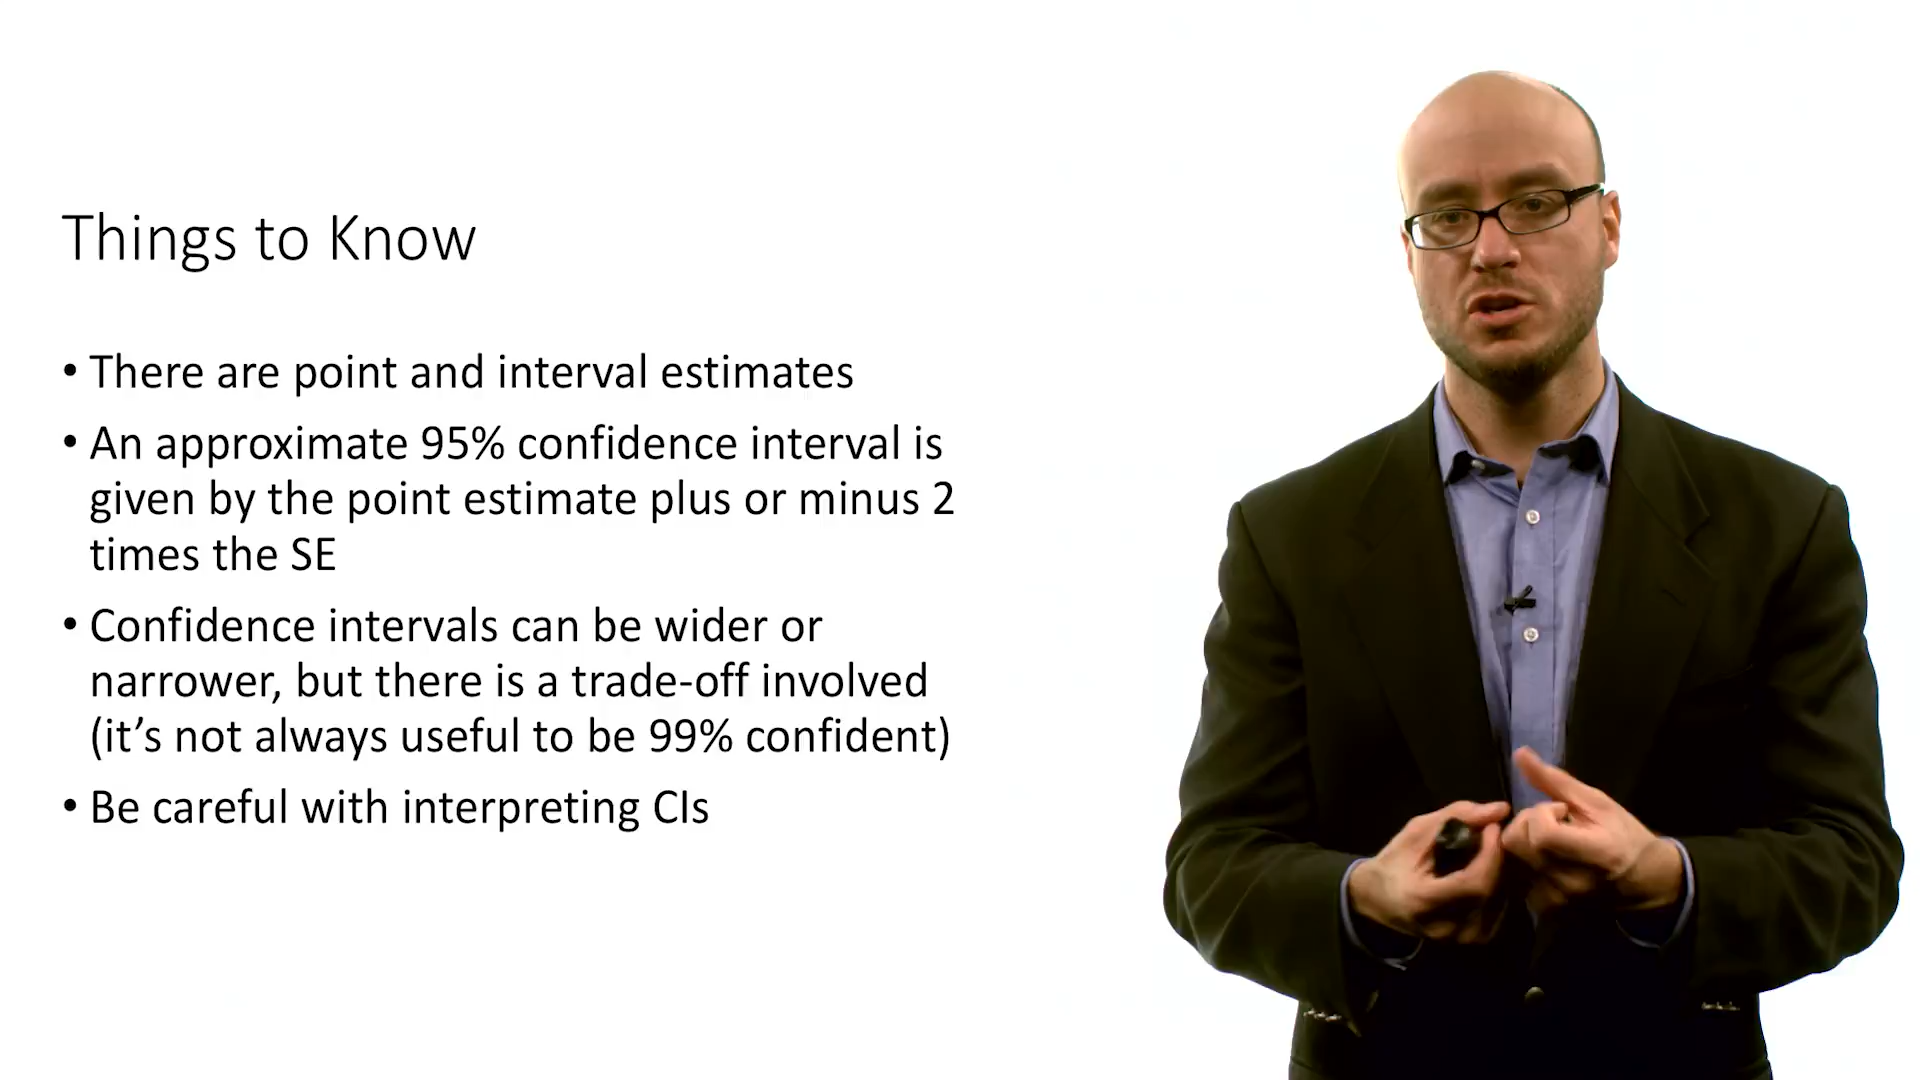 Things to Know
• There are point and interval estimates
• An approximate 95% confidence interval is
given by the point estimate plus or minus 2
times the SE
• Confidence intervals can be wider or
narrower, but there is a trade-off involved
(it’s not always useful to be 99% confident)
• Be careful with interpreting CIs